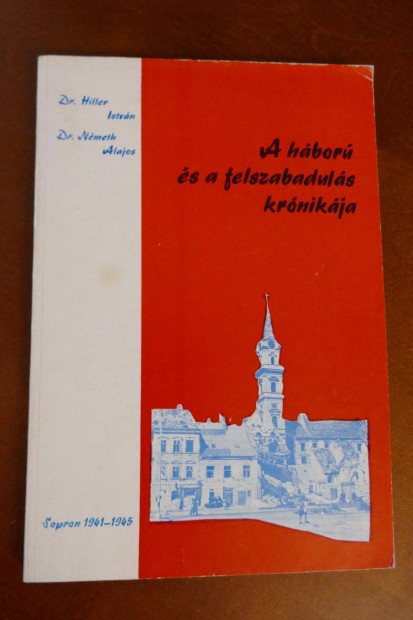 Dr. Hiller
István
Dr. Németh
Alajos
A háború
és a felszabadulás
krónikája
Sopron 1941-1945